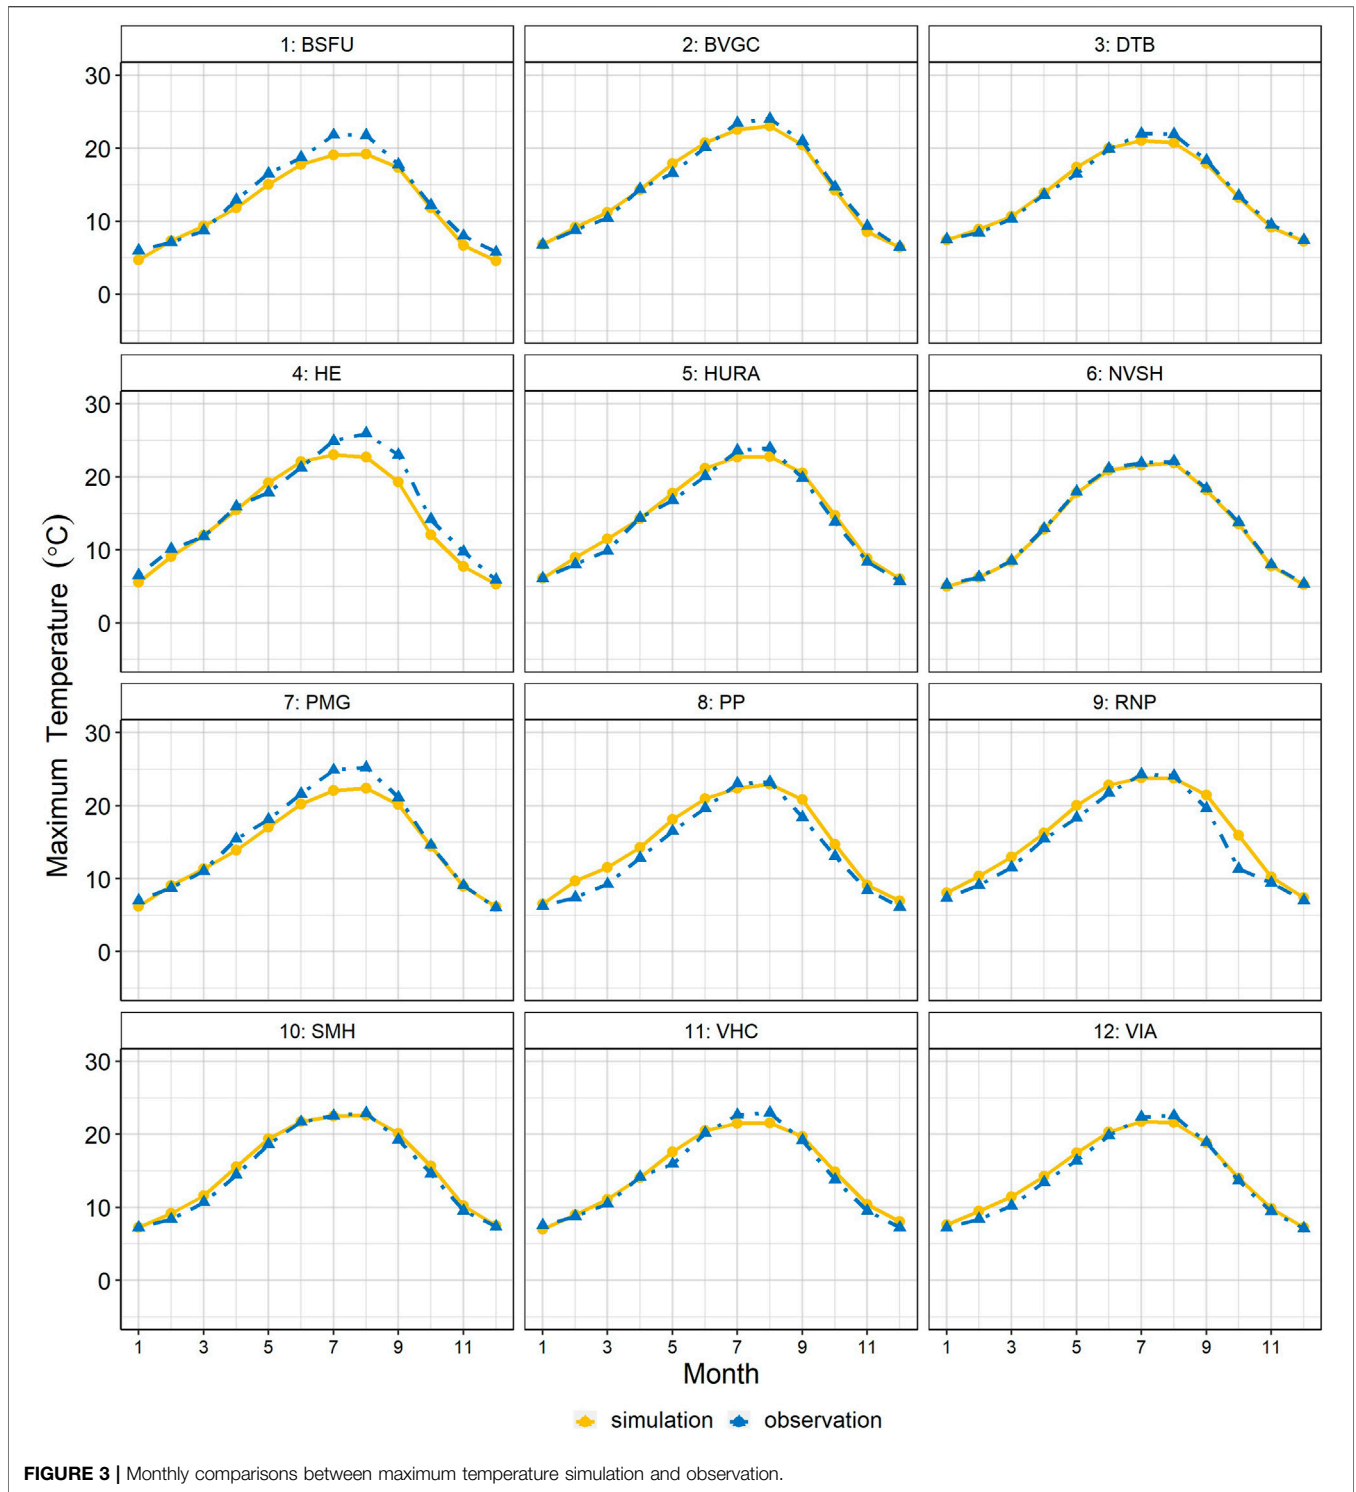 1: BSFU 2: BVGC 3: DTB
30
20
10
0
4: HE 5: HURA 6: NVSH
30
20
10
0
7: PMG 8: PP 9: RNP
30
20
10
0
10: SMH 11: VHC 12: VIA
30
20
10
0
Maximum Temperature (°C)
1 3 5 7 9 11 1 3 5 7 9 11 1 3 5 7 9 11
Month
simulation observation
FIGURE 3 | Monthly comparisons between maximum temperature simulation and observation.